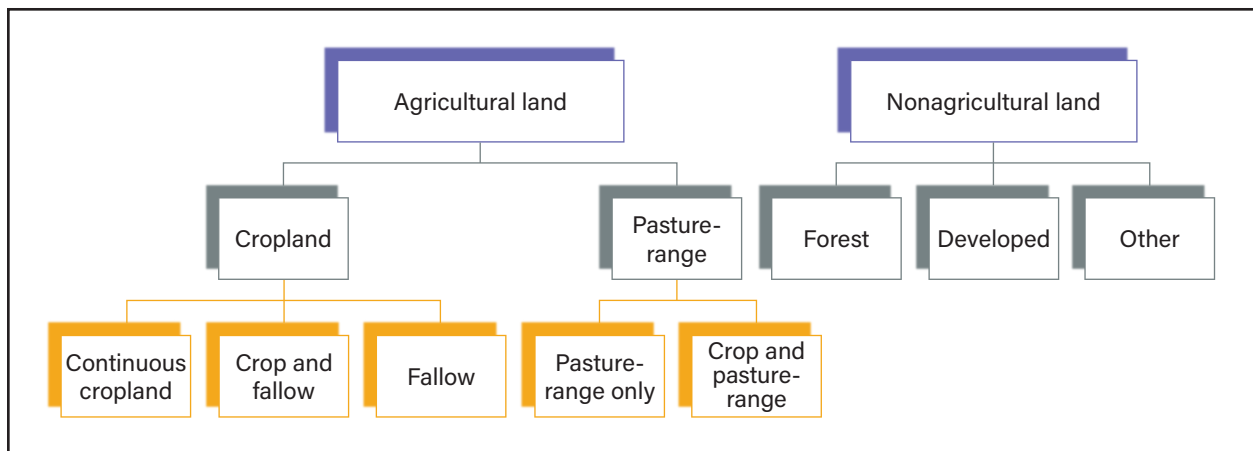 Agricultural land
Nonagricultural land
Cropland
Pasture-
range
Forest
Developed
Other
Continuous
cropland
Crop and
fallow
Fallow
Pasture-
range only
Crop and
pasture-
range